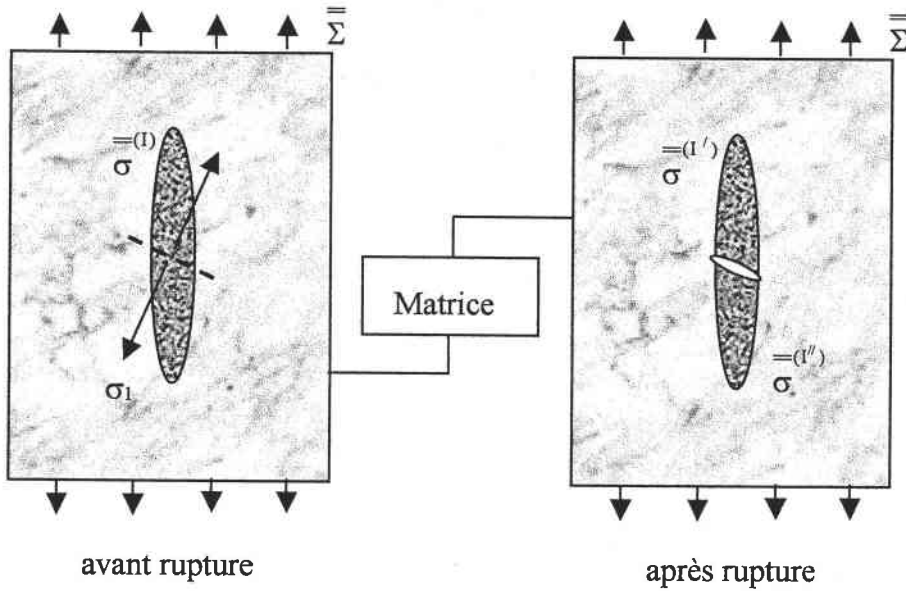 Σ
Σ
σ (I)
σ (I')
Matrice
σ1
σ (I'')
avant rupture
après rupture